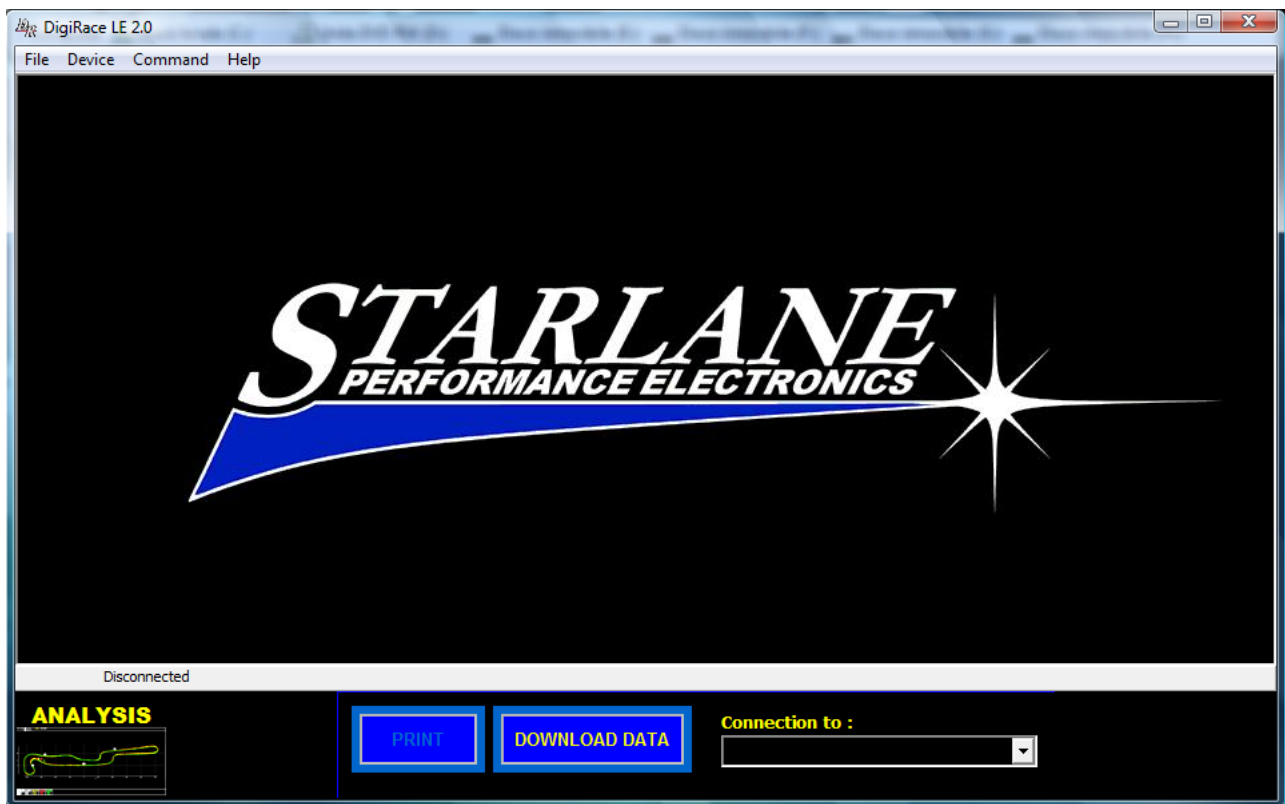 DigiRace LE 2.0
File Device Command Help
STARLANE
PERFORMANCE ELECTRONICS
Disconnected
ANALYSIS
PRINT
DOWNLOAD DATA
Connection to :